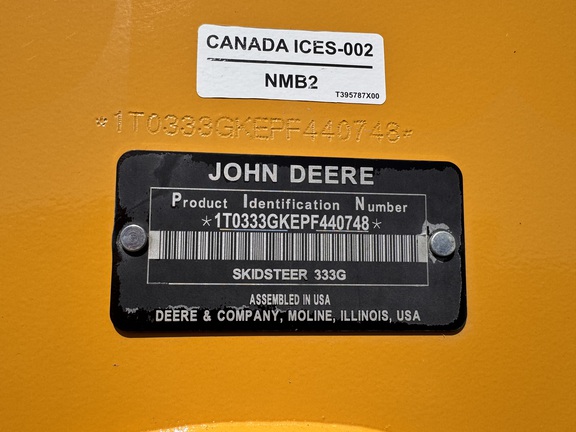 CANADA ICES-002
NMB2
T395787X00
*1T0333GKEPF440748*
JOHN DEERE
Product Identification Number
*1T0333GKEPF440748*
SKIDSTEER 333G
ASSEMBLED IN USA
DEERE & COMPANY, MOLINE, ILLINOIS, USA